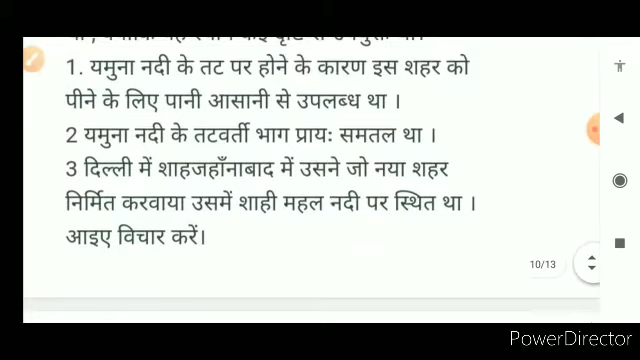 1. यमुना नदी के तट पर होने के कारण इस शहर को
पीने के लिए पानी आसानी से उपलब्ध था ।
2 यमुना नदी के तटवर्ती भाग प्रायः समतल था ।
3 दिल्ली में शाहजहाँनाबाद में उसने जो नया शहर
निर्मित करवाया उसमें शाही महल नदी पर स्थित था ।
आइए विचार करें।
10/13
PowerDirector